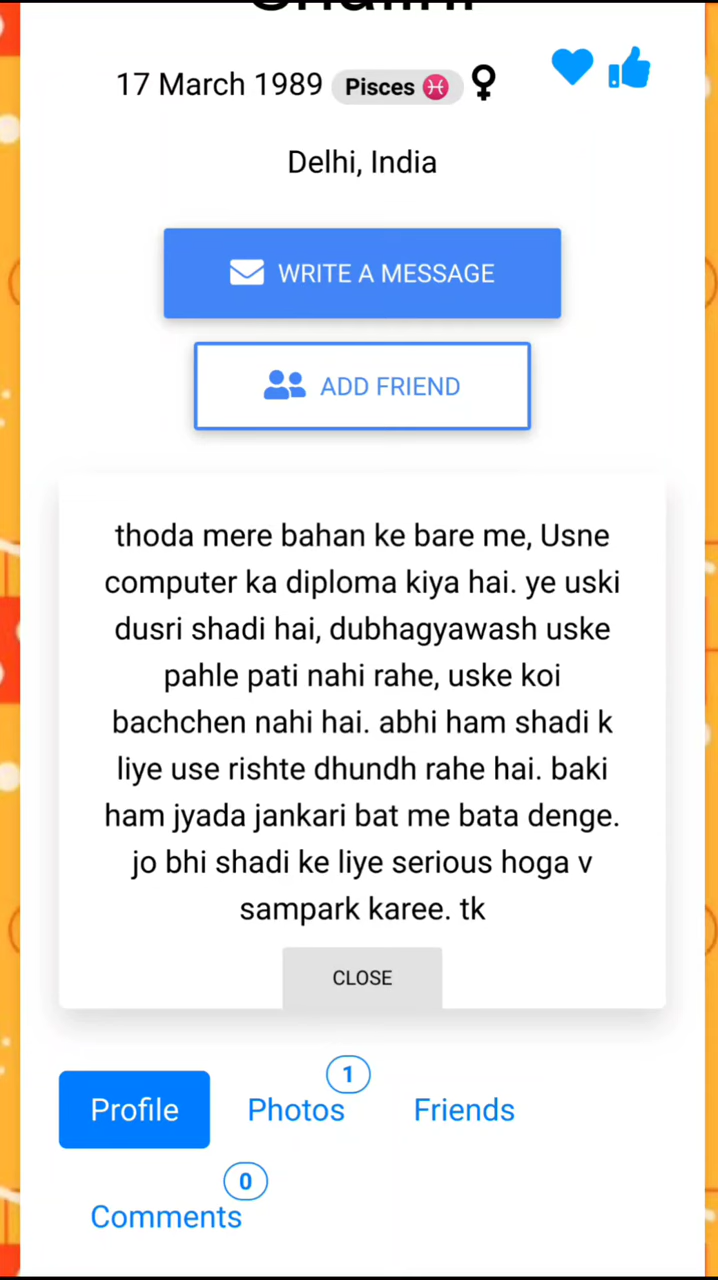 17 March 1989 Pisces ♓ ♀
Delhi, India
WRITE A MESSAGE
ADD FRIEND
thoda mere bahan ke bare me, Usne
computer ka diploma kiya hai. ye uski
dusri shadi hai, dubhagyawash uske
pahle pati nahi rahe, uske koi
bachchen nahi hai. abhi ham shadi k
liye use rishte dhundh rahe hai. baki
ham jyada jankari bat me bata denge.
jo bhi shadi ke liye serious hoga v
sampark karee. tk
CLOSE
Profile
Photos 1
Friends
Comments 0